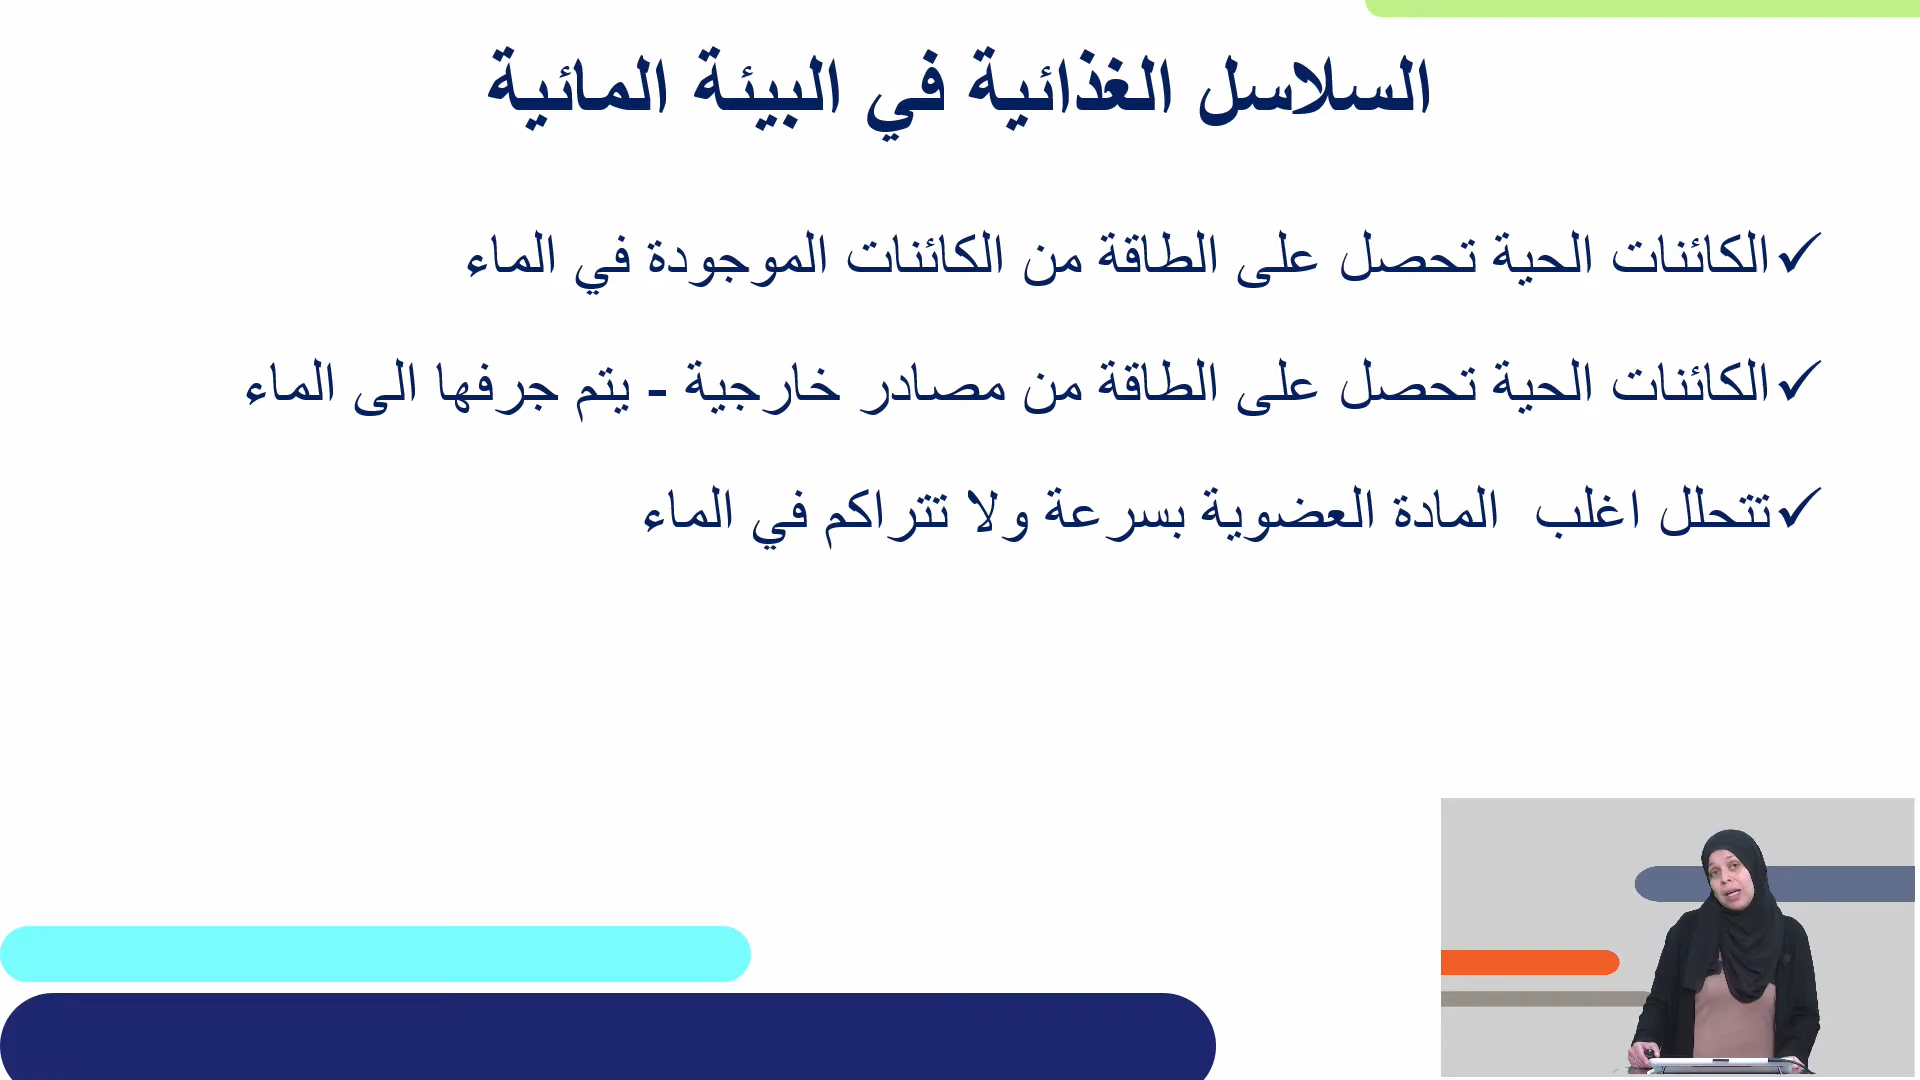 السلاسل الغذائية في البيئة المائية
✓الكائنات الحية تحصل على الطاقة من الكائنات الموجودة في الماء
✓الكائنات الحية تحصل على الطاقة من مصادر خارجية - يتم جرفها الى الماء
✓تتحلل اغلب  المادة العضوية بسرعة ولا تتراكم في الماء